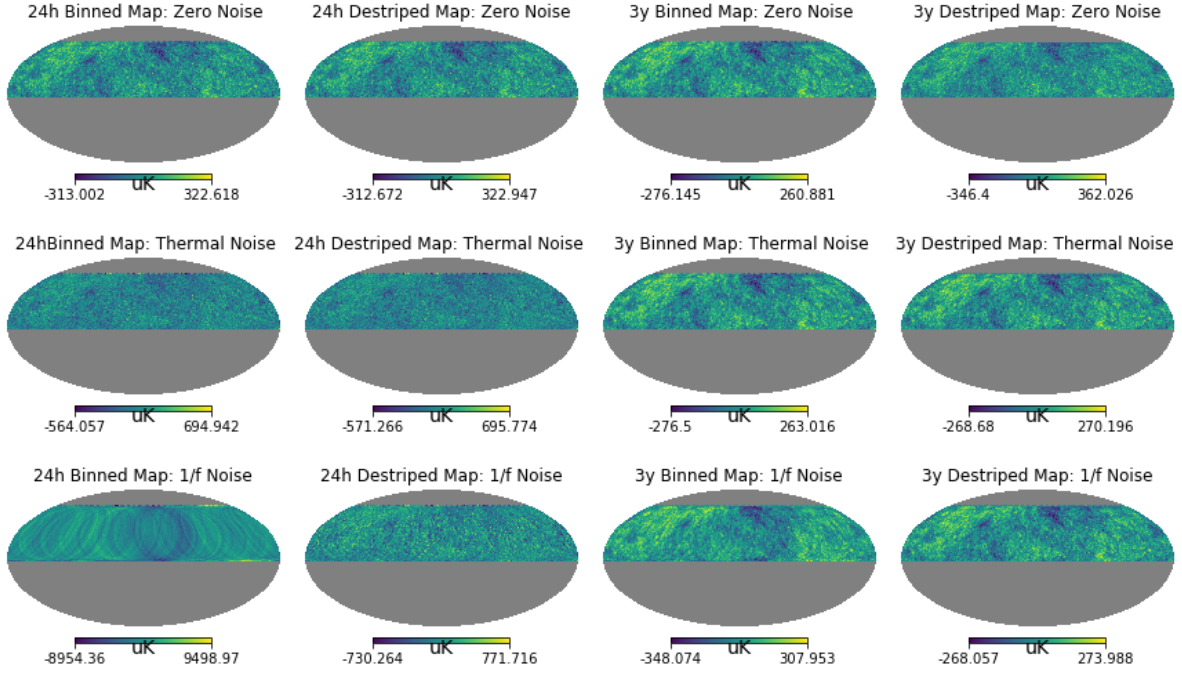 24h Binned Map: Zero Noise
24h Destriped Map: Zero Noise
3y Binned Map: Zero Noise
3y Destriped Map: Zero Noise
uK
-313.002 322.618
uK
-312.672 322.947
uK
-276.145 260.881
uK
-346.4 362.026
24hBinned Map: Thermal Noise
24h Destriped Map: Thermal Noise
3y Binned Map: Thermal Noise
3y Destriped Map: Thermal Noise
uK
-564.057 694.942
uK
-571.266 695.774
uK
-276.5 263.016
uK
-268.68 270.196
24h Binned Map: 1/f Noise
24h Destriped Map: 1/f Noise
3y Binned Map: 1/f Noise
3y Destriped Map: 1/f Noise
uK
-8954.36 9498.97
uK
-730.264 771.716
uK
-348.074 307.953
uK
-268.057 273.988